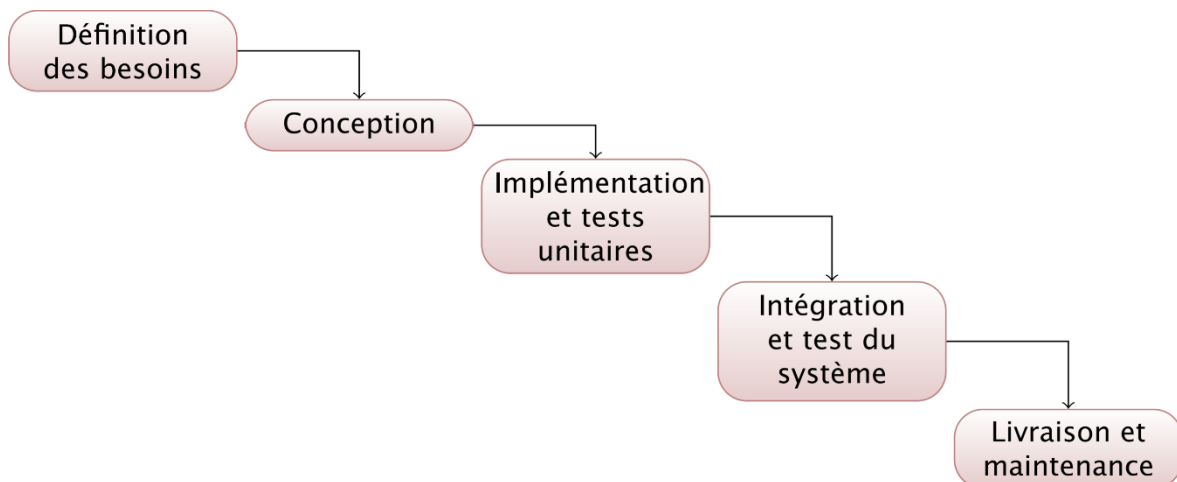 Définition
des besoins
Conception
Implémentation
et tests
unitaires
Intégration
et test du
système
Livraison et
maintenance